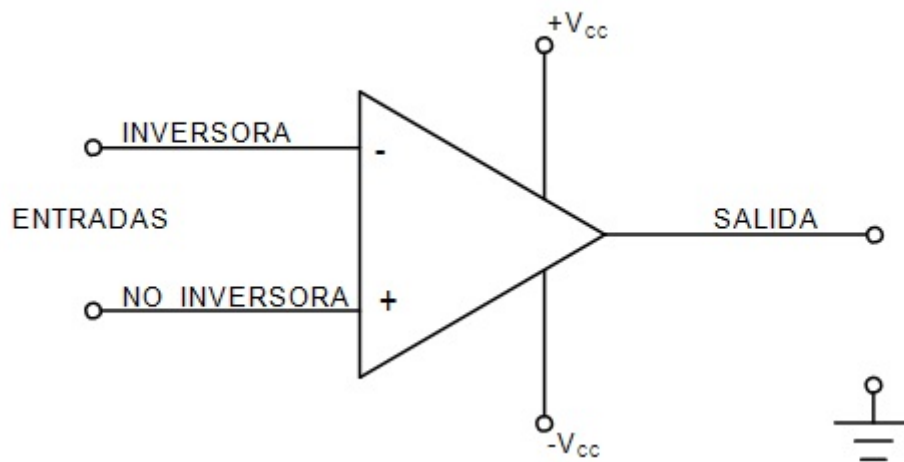 +Vcc
INVERSORA
-
ENTRADAS
SALIDA
NO INVERSORA
+
-Vcc